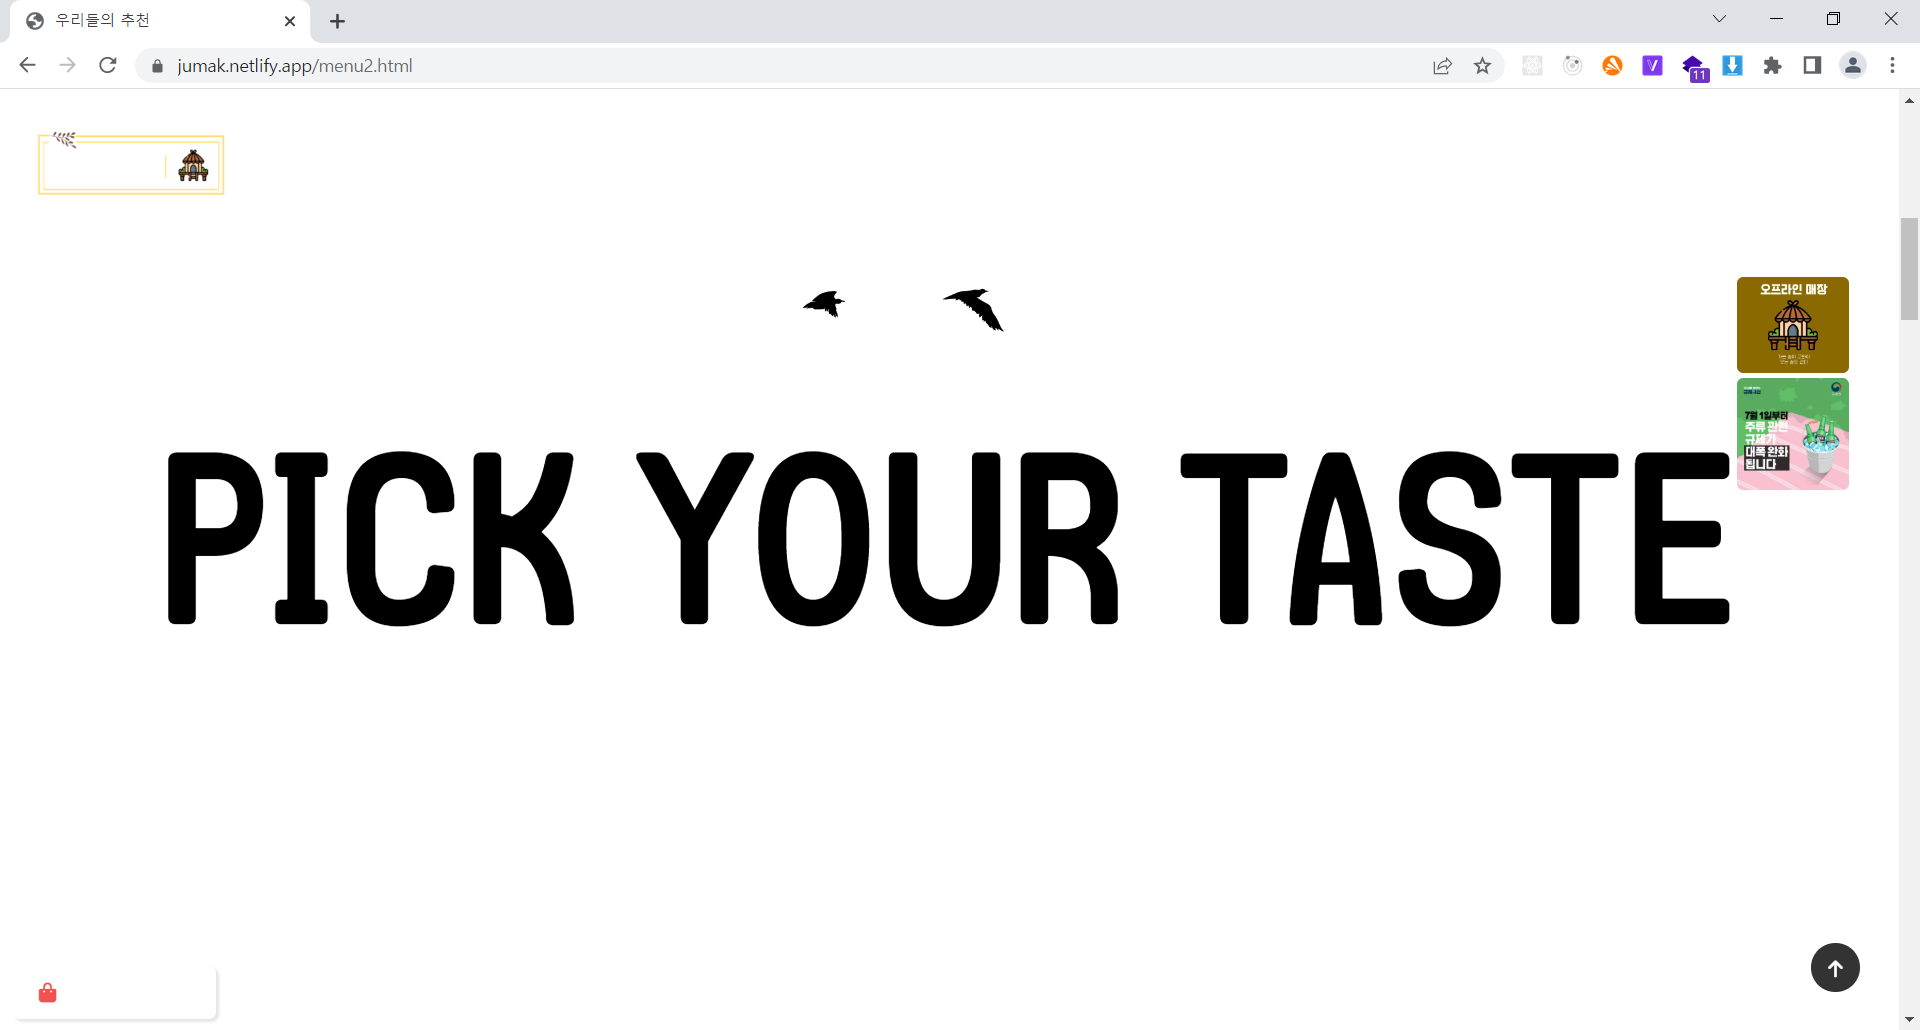 우리들의 추천
jumak.netlify.app/menu2.html
11
오프라인 매장
PICK YOUR TASTE
7월 1일부터
주류 관련
규제가
대폭 완화
됩니다